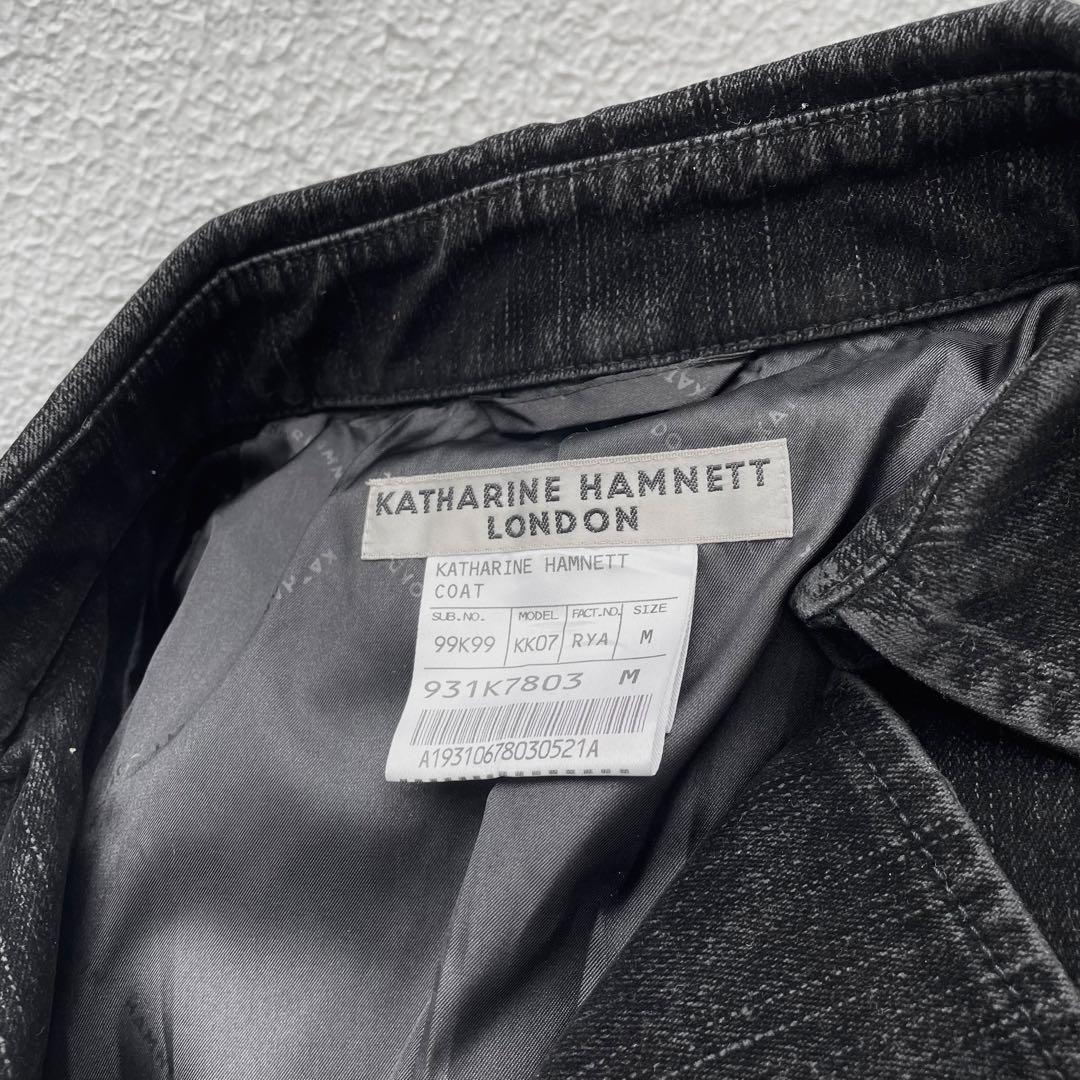 KATHARINE HAMNETT
LONDON
KATHARINE HAMNETT
COAT
SUB.NO. MODEL FACT.NO. SIZE
99K99 KK07 RYA M
931K7803 M
A19310678030521A